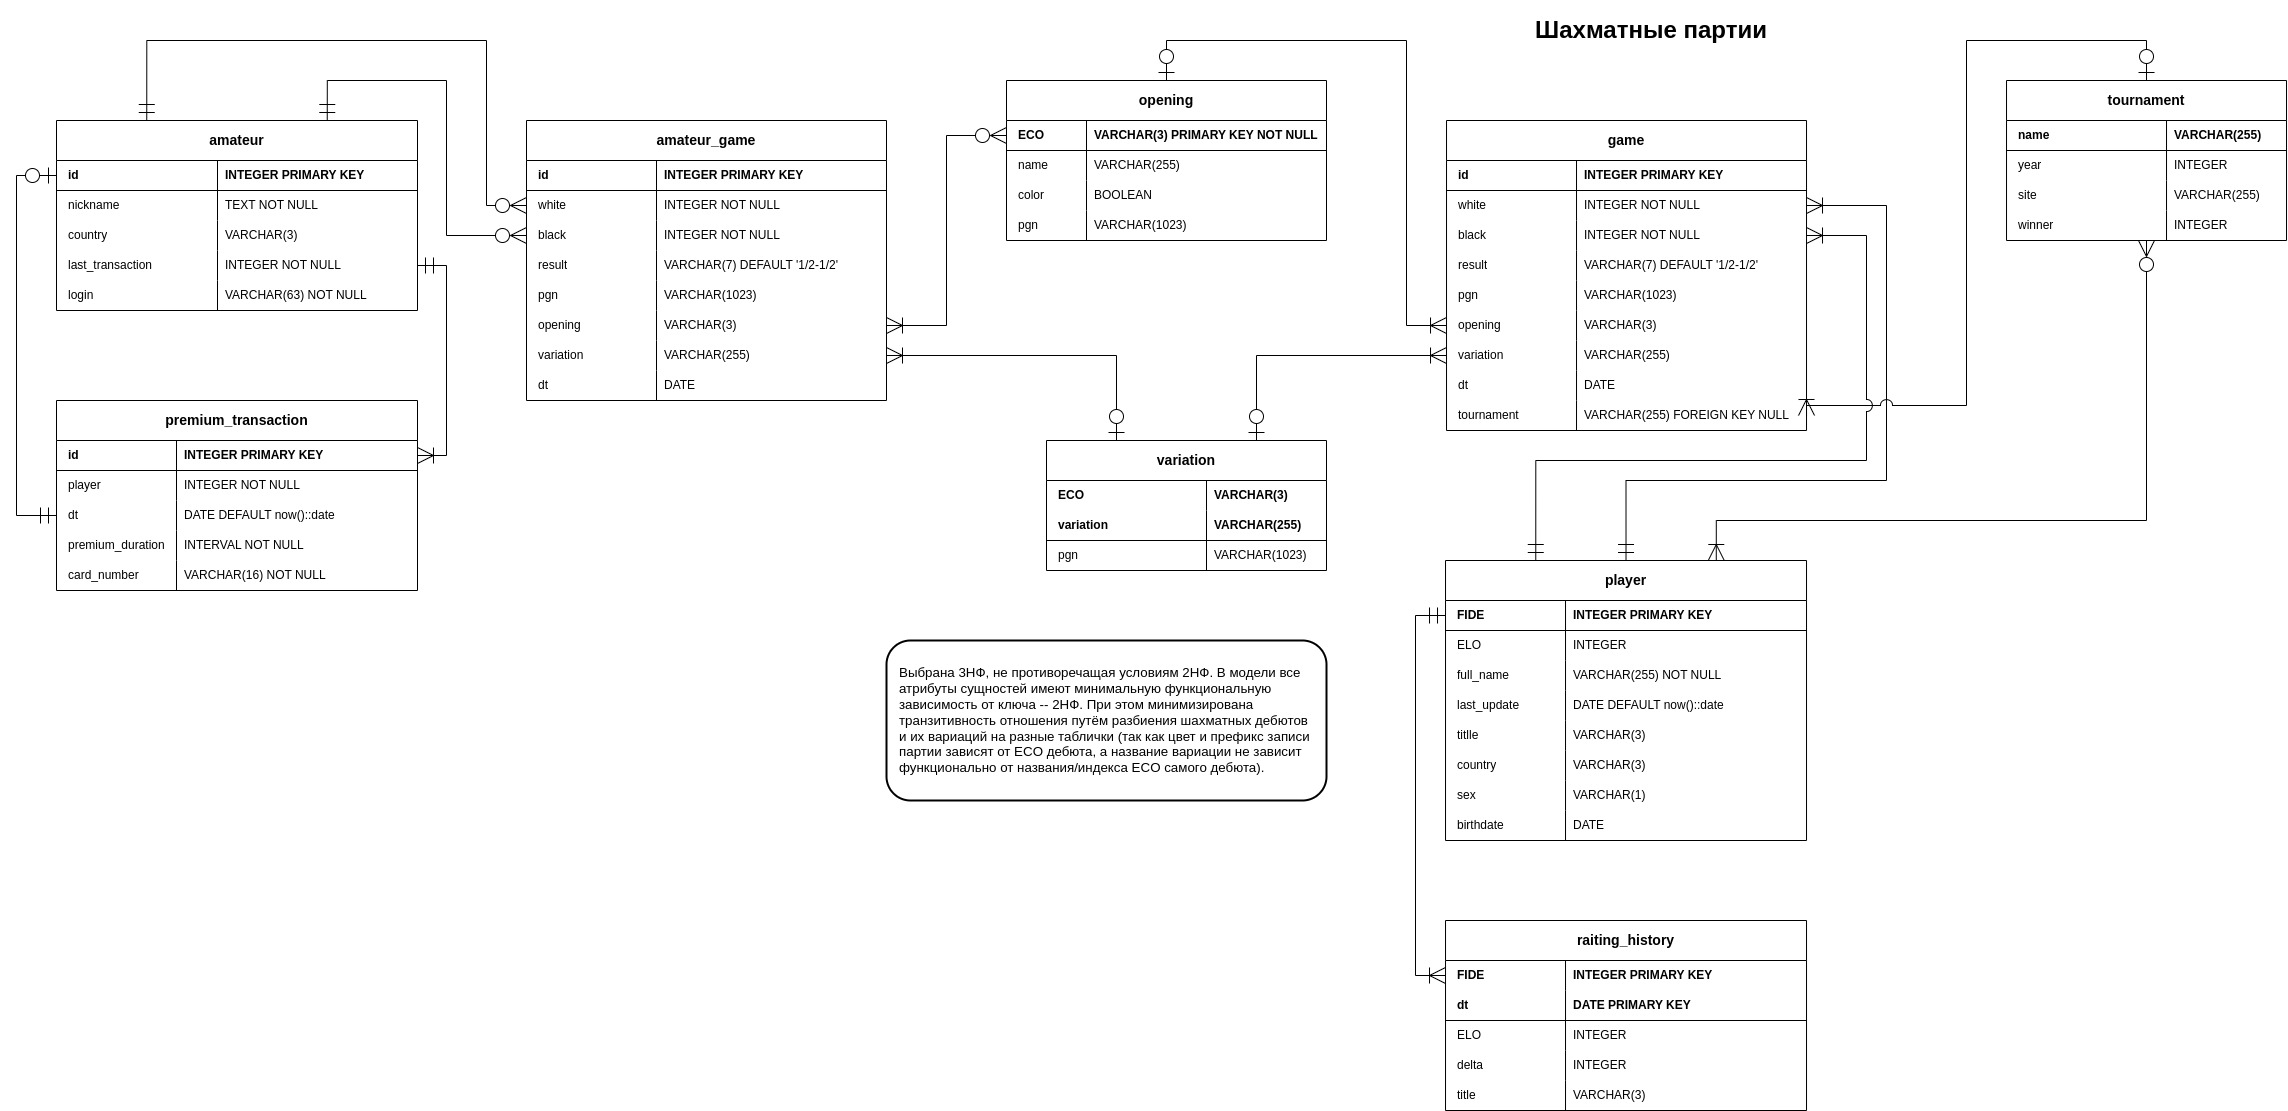 Шахматные партии
amateur
id INTEGER PRIMARY KEY
nickname TEXT NOT NULL
country VARCHAR(3)
last_transaction INTEGER NOT NULL
login VARCHAR(63) NOT NULL
premium_transaction
id INTEGER PRIMARY KEY
player INTEGER NOT NULL
dt DATE DEFAULT now()::date
premium_duration INTERVAL NOT NULL
card_number VARCHAR(16) NOT NULL
amateur_game
id INTEGER PRIMARY KEY
white INTEGER NOT NULL
black INTEGER NOT NULL
result VARCHAR(7) DEFAULT '1/2-1/2'
pgn VARCHAR(1023)
opening VARCHAR(3)
variation VARCHAR(255)
dt DATE
opening
ECO VARCHAR(3) PRIMARY KEY NOT NULL
name VARCHAR(255)
color BOOLEAN
pgn VARCHAR(1023)
variation
ECO VARCHAR(3)
variation VARCHAR(255)
pgn VARCHAR(1023)
Выбрана 3НФ, не противоречащая условиям 2НФ. В модели все
атрибуты сущностей имеют минимальную функциональную
зависимость от ключа -- 2НФ. При этом минимизирована
транзитивность отношения путём разбиения шахматных дебютов
и их вариаций на разные таблички (так как цвет и префикс записи
партии зависят от ECO дебюта, а название вариации не зависит
функционально от названия/индекса ECO самого дебюта).
game
id INTEGER PRIMARY KEY
white INTEGER NOT NULL
black INTEGER NOT NULL
result VARCHAR(7) DEFAULT '1/2-1/2'
pgn VARCHAR(1023)
opening VARCHAR(3)
variation VARCHAR(255)
dt DATE
tournament VARCHAR(255) FOREIGN KEY NULL
tournament
name VARCHAR(255)
year INTEGER
site VARCHAR(255)
winner INTEGER
player
FIDE INTEGER PRIMARY KEY
ELO INTEGER
full_name VARCHAR(255) NOT NULL
last_update DATE DEFAULT now()::date
titlle VARCHAR(3)
country VARCHAR(3)
sex VARCHAR(1)
birthdate DATE
raiting_history
FIDE INTEGER PRIMARY KEY
dt DATE PRIMARY KEY
ELO INTEGER
delta INTEGER
title VARCHAR(3)